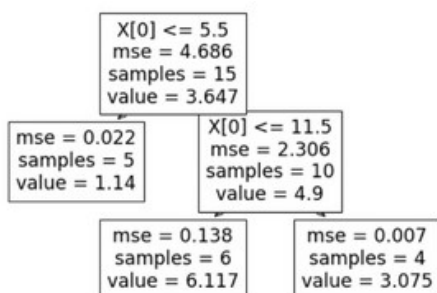 X[0] <= 5.5
mse = 4.686
samples = 15
value = 3.647
mse = 0.022
samples = 5
value = 1.14
X[0] <= 11.5
mse = 2.306
samples = 10
value = 4.9
mse = 0.138
samples = 6
value = 6.117
mse = 0.007
samples = 4
value = 3.075